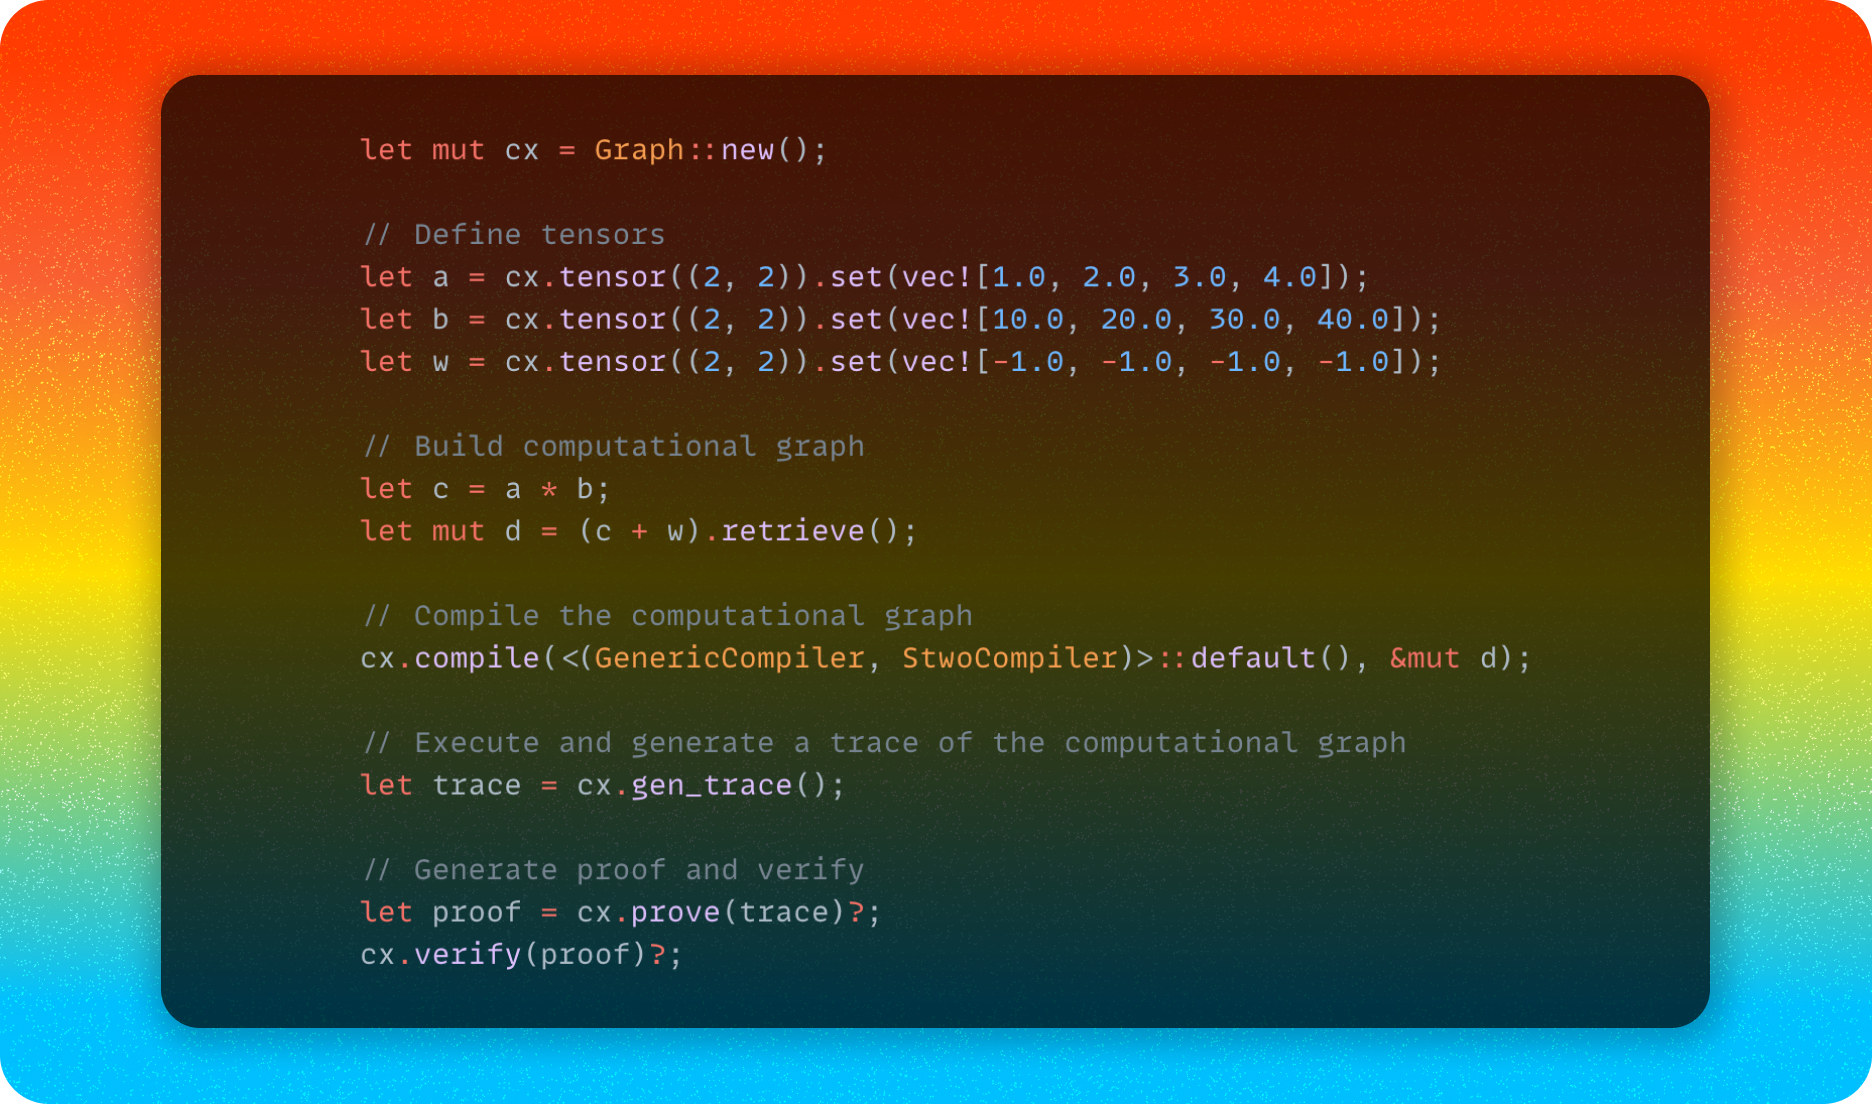 let mut cx = Graph::new();
// Define tensors
let a = cx.tensor((2, 2)).set(vec![1.0, 2.0, 3.0, 4.0]);
let b = cx.tensor((2, 2)).set(vec![10.0, 20.0, 30.0, 40.0]);
let w = cx.tensor((2, 2)).set(vec![-1.0, -1.0, -1.0, -1.0]);
// Build computational graph
let c = a * b;
let mut d = (c + w).retrieve();
// Compile the computational graph
cx.compile(<(GenericCompiler, StwoCompiler)>::default(), &mut d);
// Execute and generate a trace of the computational graph
let trace = cx.gen_trace();
// Generate proof and verify
let proof = cx.prove(trace)?;
cx.verify(proof)?;